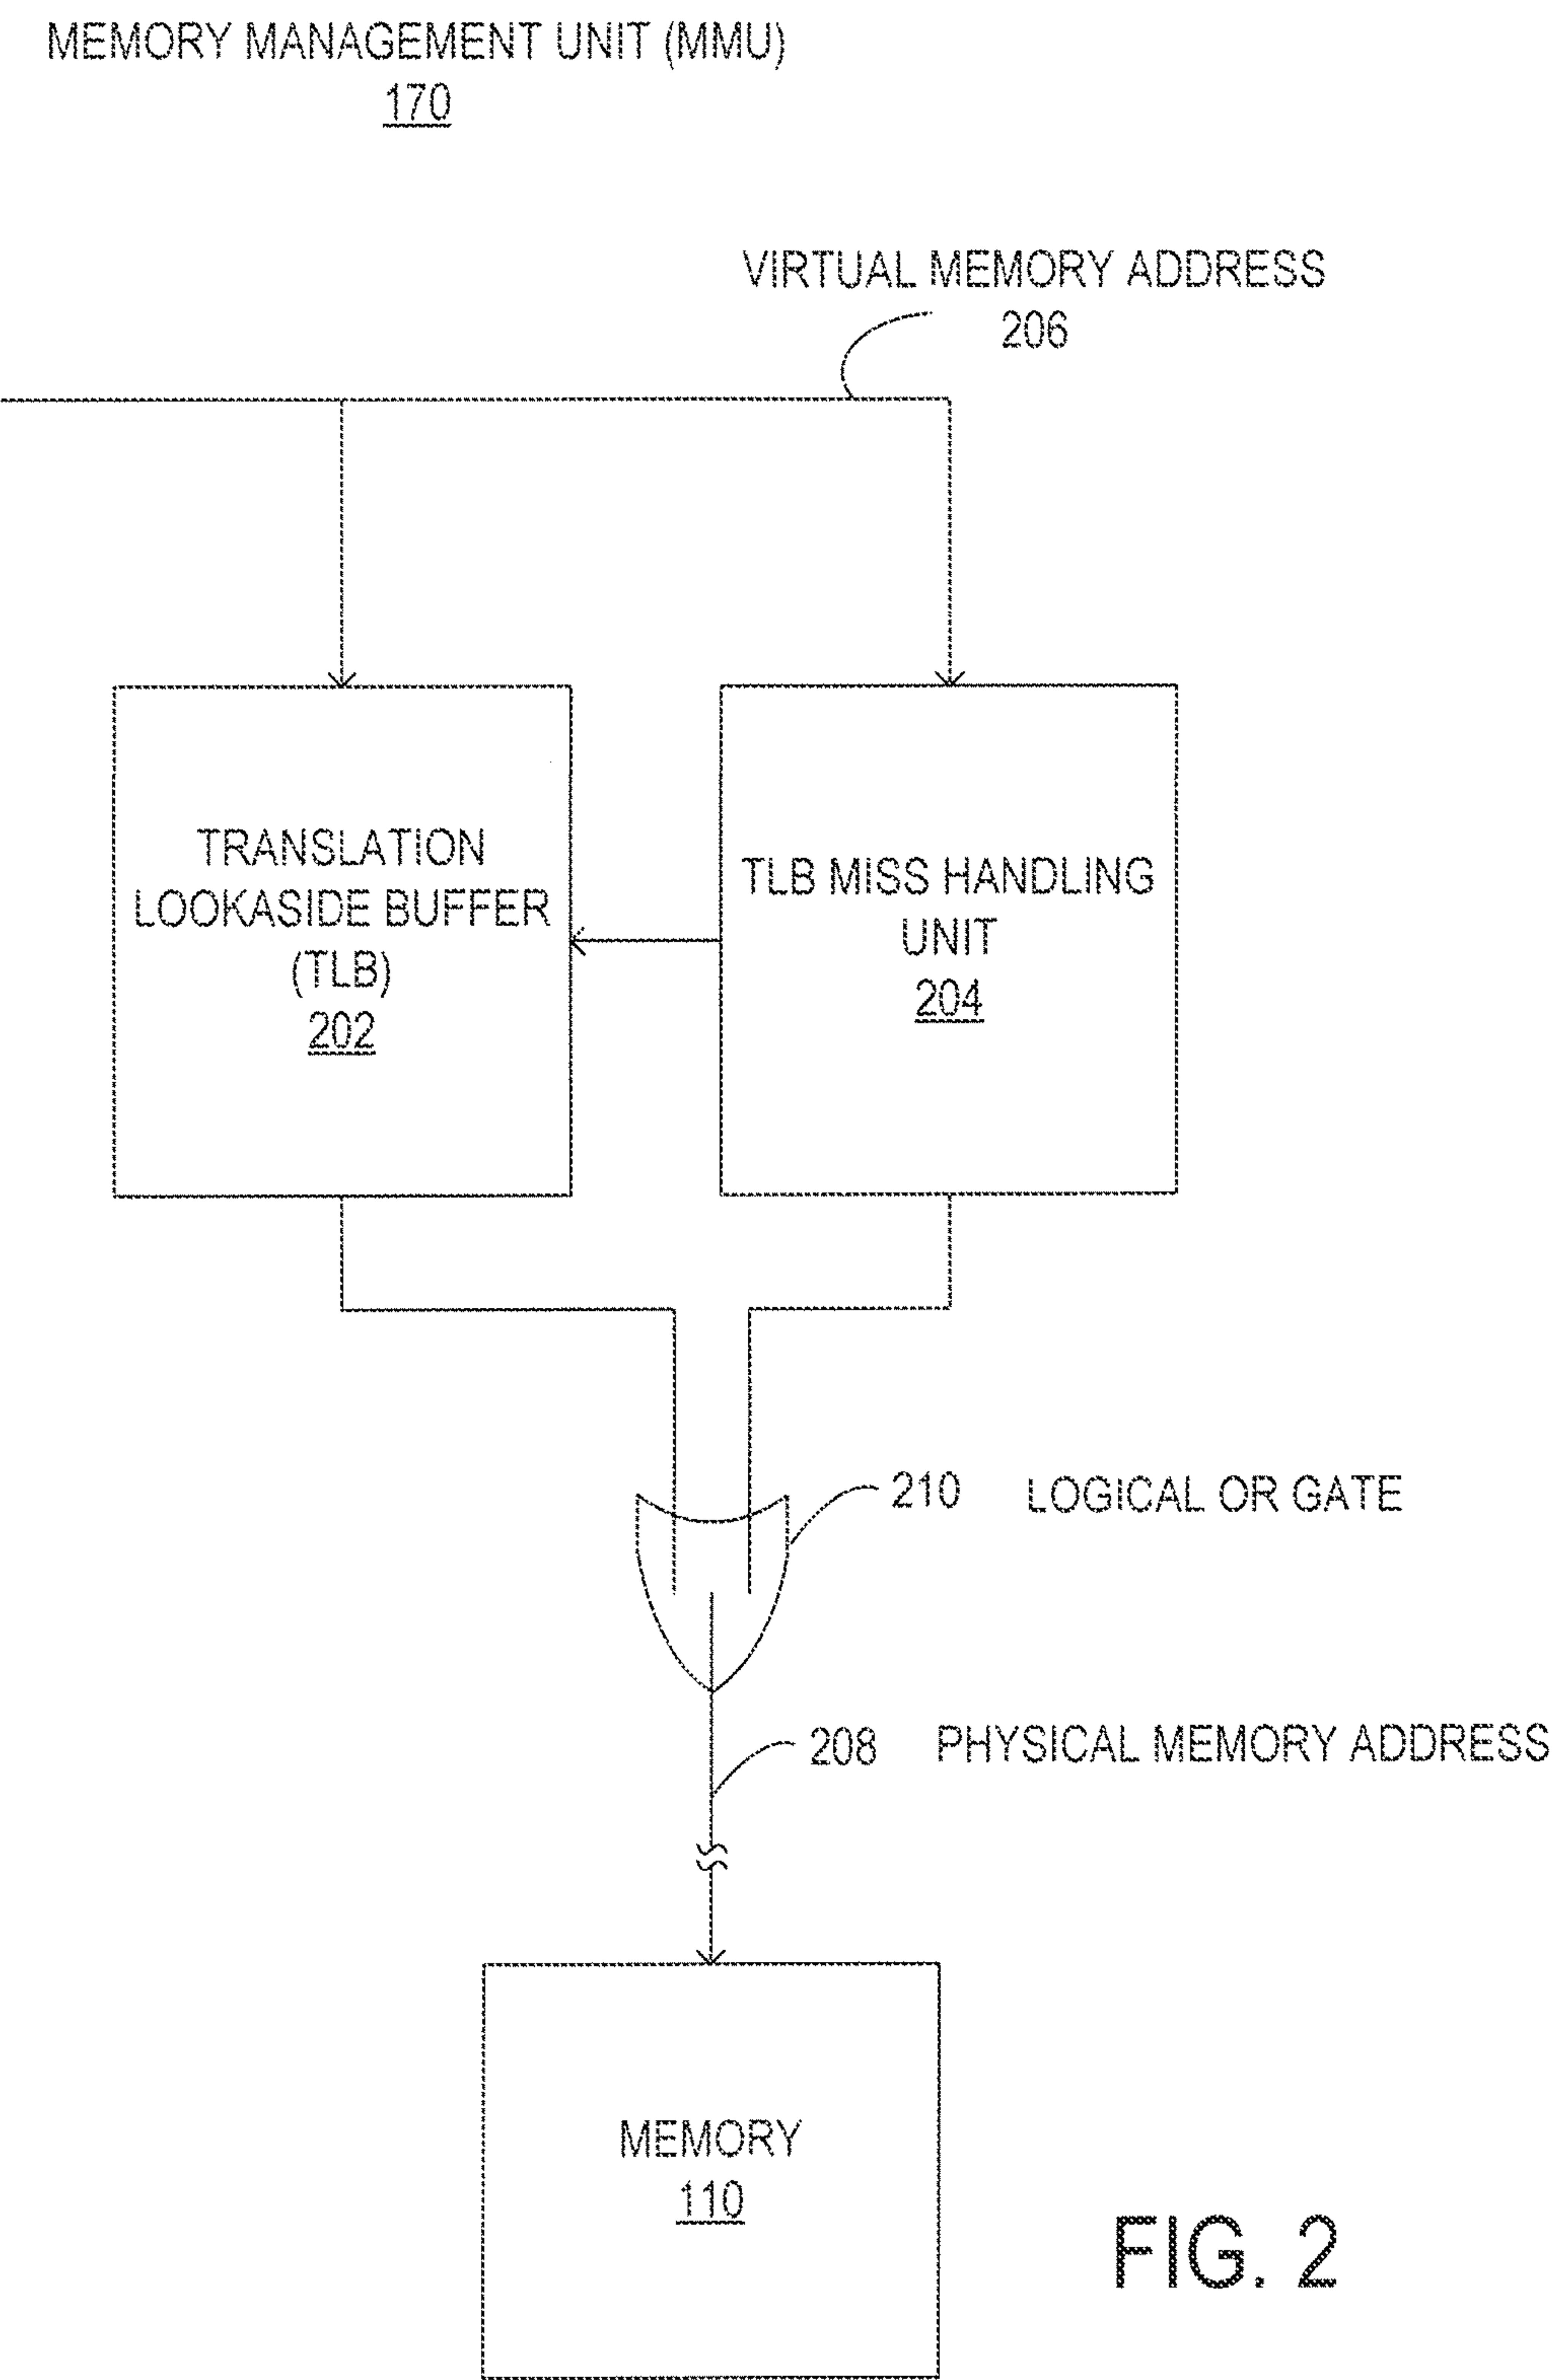 MEMORY MANAGEMENT UNIT (MMU)
170
VIRTUAL MEMORY ADDRESS
206
TRANSLATION
LOOKASIDE BUFFER
(TLB)
202
TLB MISS HANDLING
UNIT
204
210 LOGICAL OR GATE
208 PHYSICAL MEMORY ADDRESS
MEMORY
110
FIG. 2